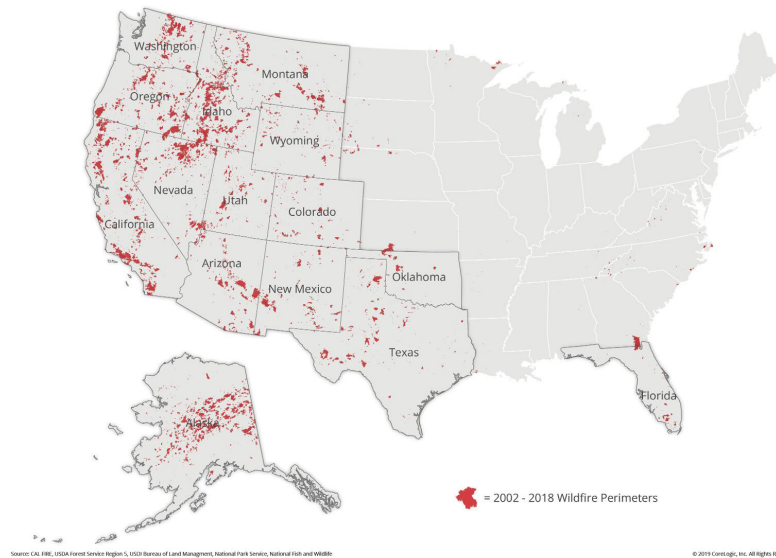 Washington
Montana
Oregon
Idaho
Wyoming
Nevada
Utah
Colorado
California
Arizona
New Mexico
Oklahoma
Texas
Florida
Alaska
= 2002 - 2018 Wildfire Perimeters
Source: CAL FIRE, USDA Forest Service Region 5, USDI Bureau of Land Managment, National Park Service, National Fish and Wildlife
© 2019 CoreLogic, Inc. All Rights R